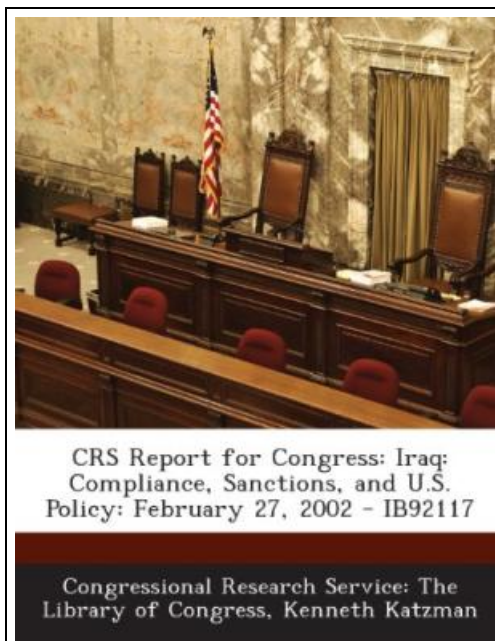 CRS Report for Congress: Iraq:
Compliance, Sanctions, and U.S.
Policy: February 27, 2002 - IB92117
Congressional Research Service: The
Library of Congress, Kenneth Katzman